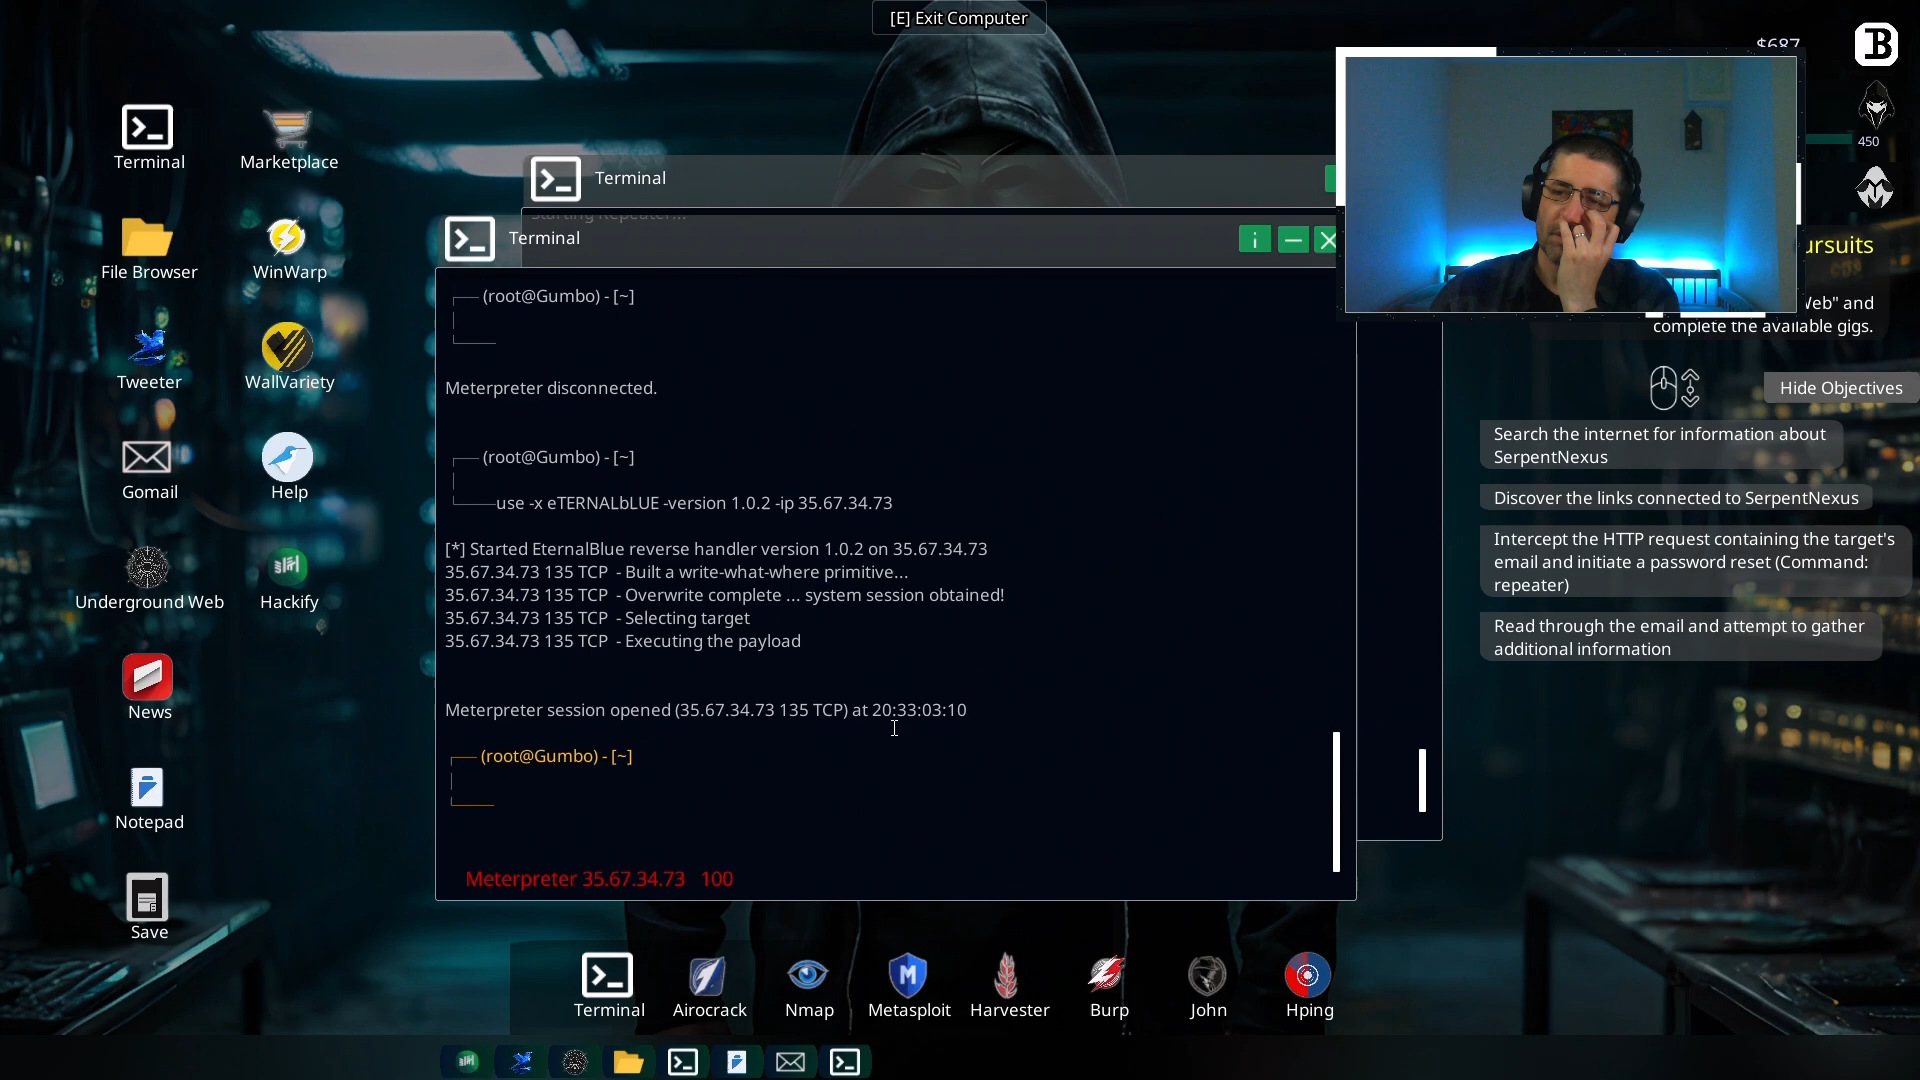 [E] Exit Computer
$687
450
Terminal
Marketplace
File Browser
WinWarp
Tweeter
WallVariety
Gomail
Help
Underground Web
Hackify
News
Notepad
Save
Terminal
Starting Repeater...
Terminal
(root@Gumbo) - [~]
Meterpreter disconnected.
(root@Gumbo) - [~]
use -x eTERNALbLUE -version 1.0.2 -ip 35.67.34.73
[*] Started EternalBlue reverse handler version 1.0.2 on 35.67.34.73
35.67.34.73 135 TCP - Built a write-what-where primitive...
35.67.34.73 135 TCP - Overwrite complete ... system session obtained!
35.67.34.73 135 TCP - Selecting target
35.67.34.73 135 TCP - Executing the payload
Meterpreter session opened (35.67.34.73 135 TCP) at 20:33:03:10
(root@Gumbo) - [~]
Meterpreter 35.67.34.73 100
ursuits
Web" and
complete the available gigs.
Hide Objectives
Search the internet for information about
SerpentNexus
Discover the links connected to SerpentNexus
Intercept the HTTP request containing the target's
email and initiate a password reset (Command:
repeater)
Read through the email and attempt to gather
additional information
Terminal
Airocrack
Nmap
Metasploit
Harvester
Burp
John
Hping